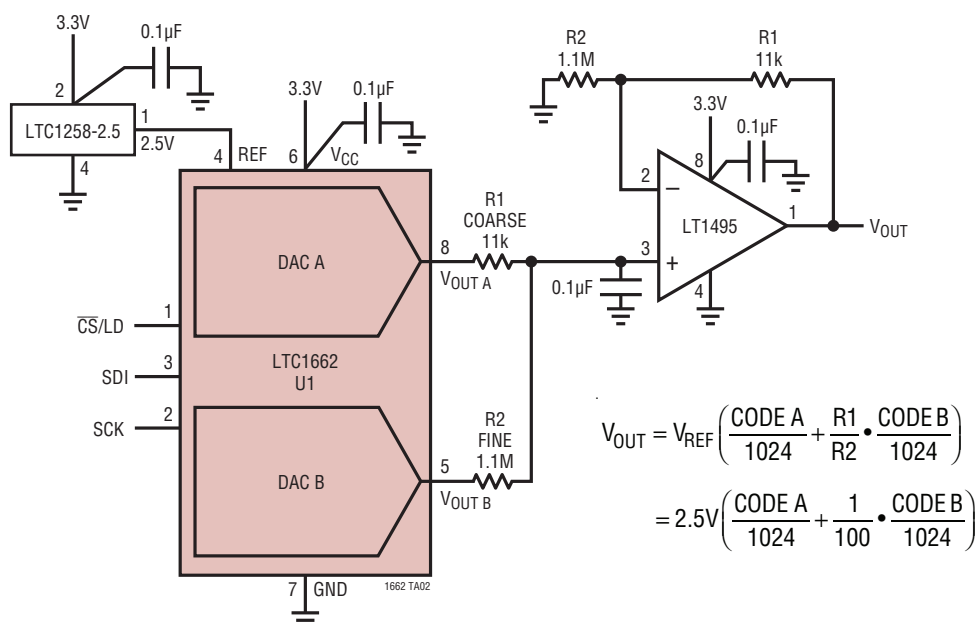 3.3V
0.1µF
2
LTC1258-2.5
1
2.5V
4
4
REF
3.3V
0.1µF
6
V_CC
DAC A
8
V_OUT A
R1
COARSE
11k
CS/LD
1
SDI
3
SCK
2
LTC1662
U1
DAC B
5
V_OUT B
R2
FINE
1.1M
7
GND
1662 TA02
R2
1.1M
R1
11k
3.3V
0.1µF
8
2
−
LT1495
1
V_OUT
3
+
4
0.1µF
V_OUT = V_REF (CODE A / 1024 + R1 / R2 • CODE B / 1024)
= 2.5V (CODE A / 1024 + 1 / 100 • CODE B / 1024)